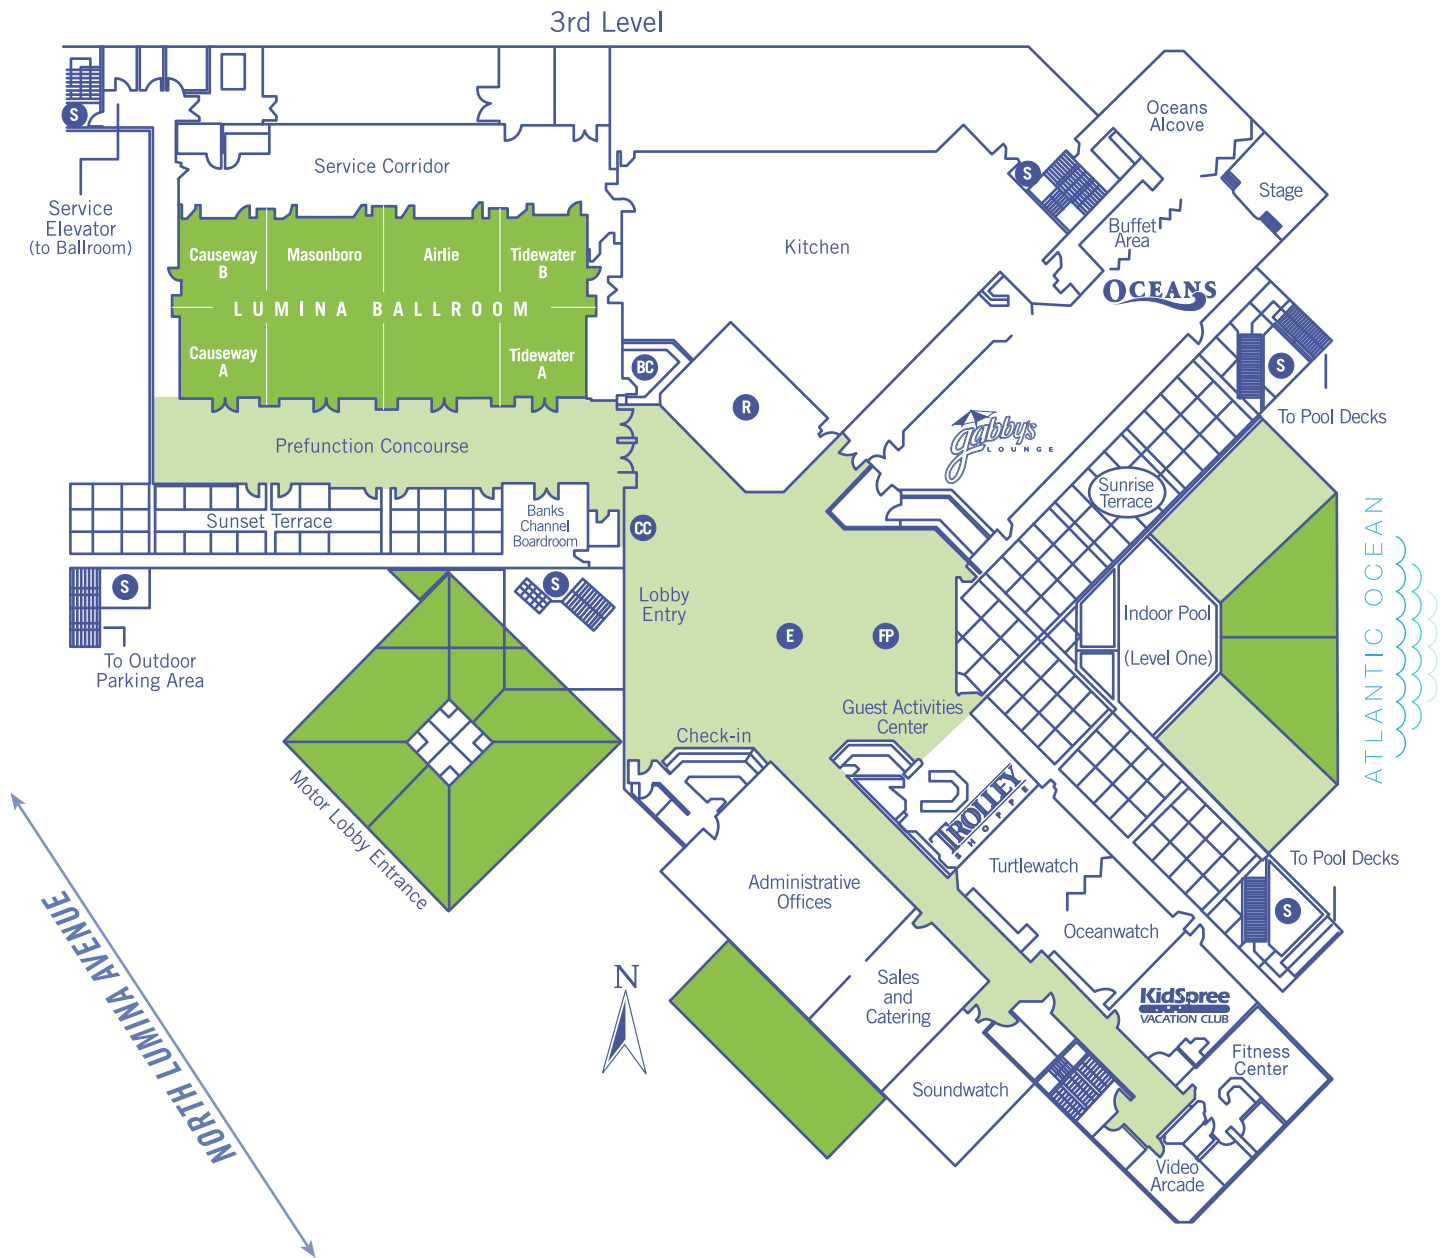 3rd Level
S
Service Corridor
Service
Elevator
(to Ballroom)
Causeway
B
Masonboro
Airlie
Tidewater
B
LUMINA BALLROOM
Causeway
A
Tidewater
A
Prefunction Concourse
Sunset Terrace
Banks
Channel
Boardroom
S
S
To Outdoor
Parking Area
Kitchen
BC
R
CC
Lobby
Entry
E
FP
Oceans
Alcove
S
Stage
Buffet
Area
OCEANS
S
To Pool Decks
gabby's
LOUNGE
Sunrise
Terrace
Indoor Pool
(Level One)
ATLANTIC OCEAN
Guest Activities
Center
Check-in
Motor Lobby Entrance
TROLLEY
SHOPPE
Turtlewatch
Oceanwatch
To Pool Decks
S
Administrative
Offices
Sales
and
Catering
KidSpree
VACATION CLUB
Fitness
Center
Soundwatch
Video
Arcade
N
NORTH LUMINA AVENUE